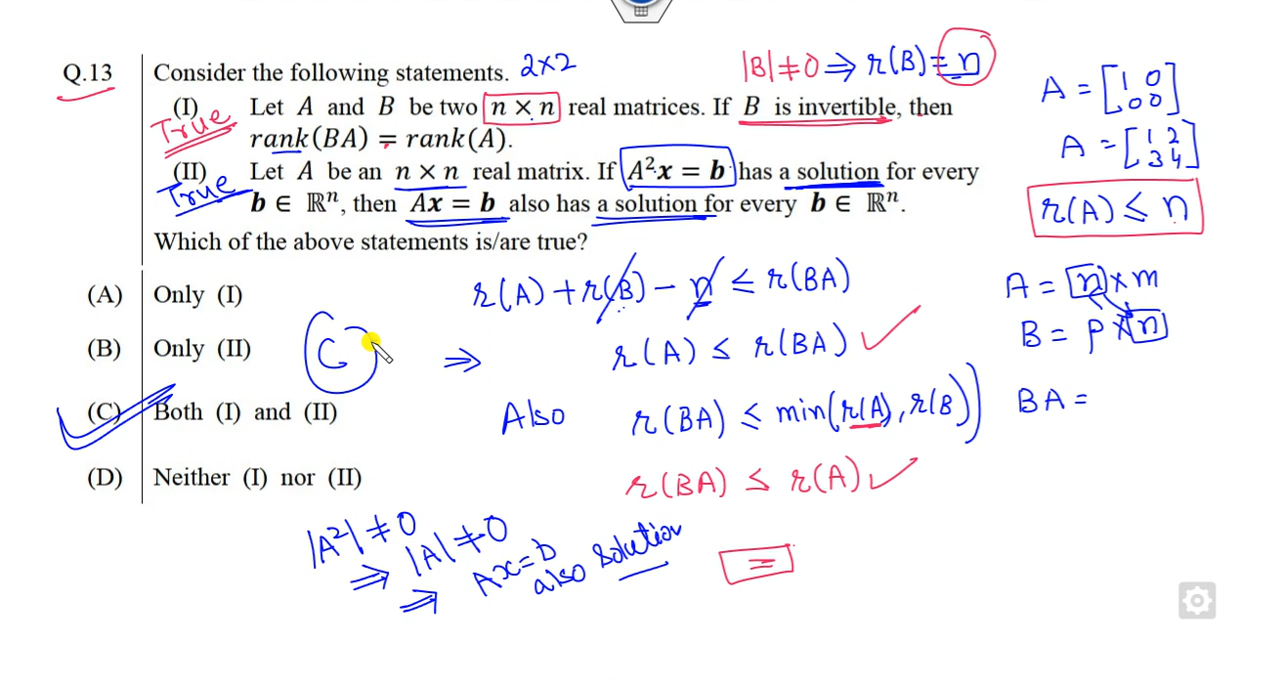 Q.13 Consider the following statements. 2×2 |B| ≠ 0 ⇒ r(B) = n
(I) Let A and B be two n × n real matrices. If B is invertible, then
True rank(BA) = rank(A).
A = [1 0
0 0]
(II) Let A be an n × n real matrix. If A²x = b has a solution for every
True b ∈ ℝⁿ, then Ax = b also has a solution for every b ∈ ℝⁿ.
A = [1 2
3 4]
r(A) ≤ n
Which of the above statements is/are true?
(A) Only (I)
(B) Only (II)
(C) Both (I) and (II)
(D) Neither (I) nor (II)
C
r(A) + r(B) − n ≤ r(BA)
⇒ r(A) ≤ r(BA) ✓
Also r(BA) ≤ min(r(A), r(B))
r(BA) ≤ r(A) ✓
=
A = n × m
B = p × n
BA =
|A²| ≠ 0
⇒ |A| ≠ 0
⇒ Ax = b
also solution